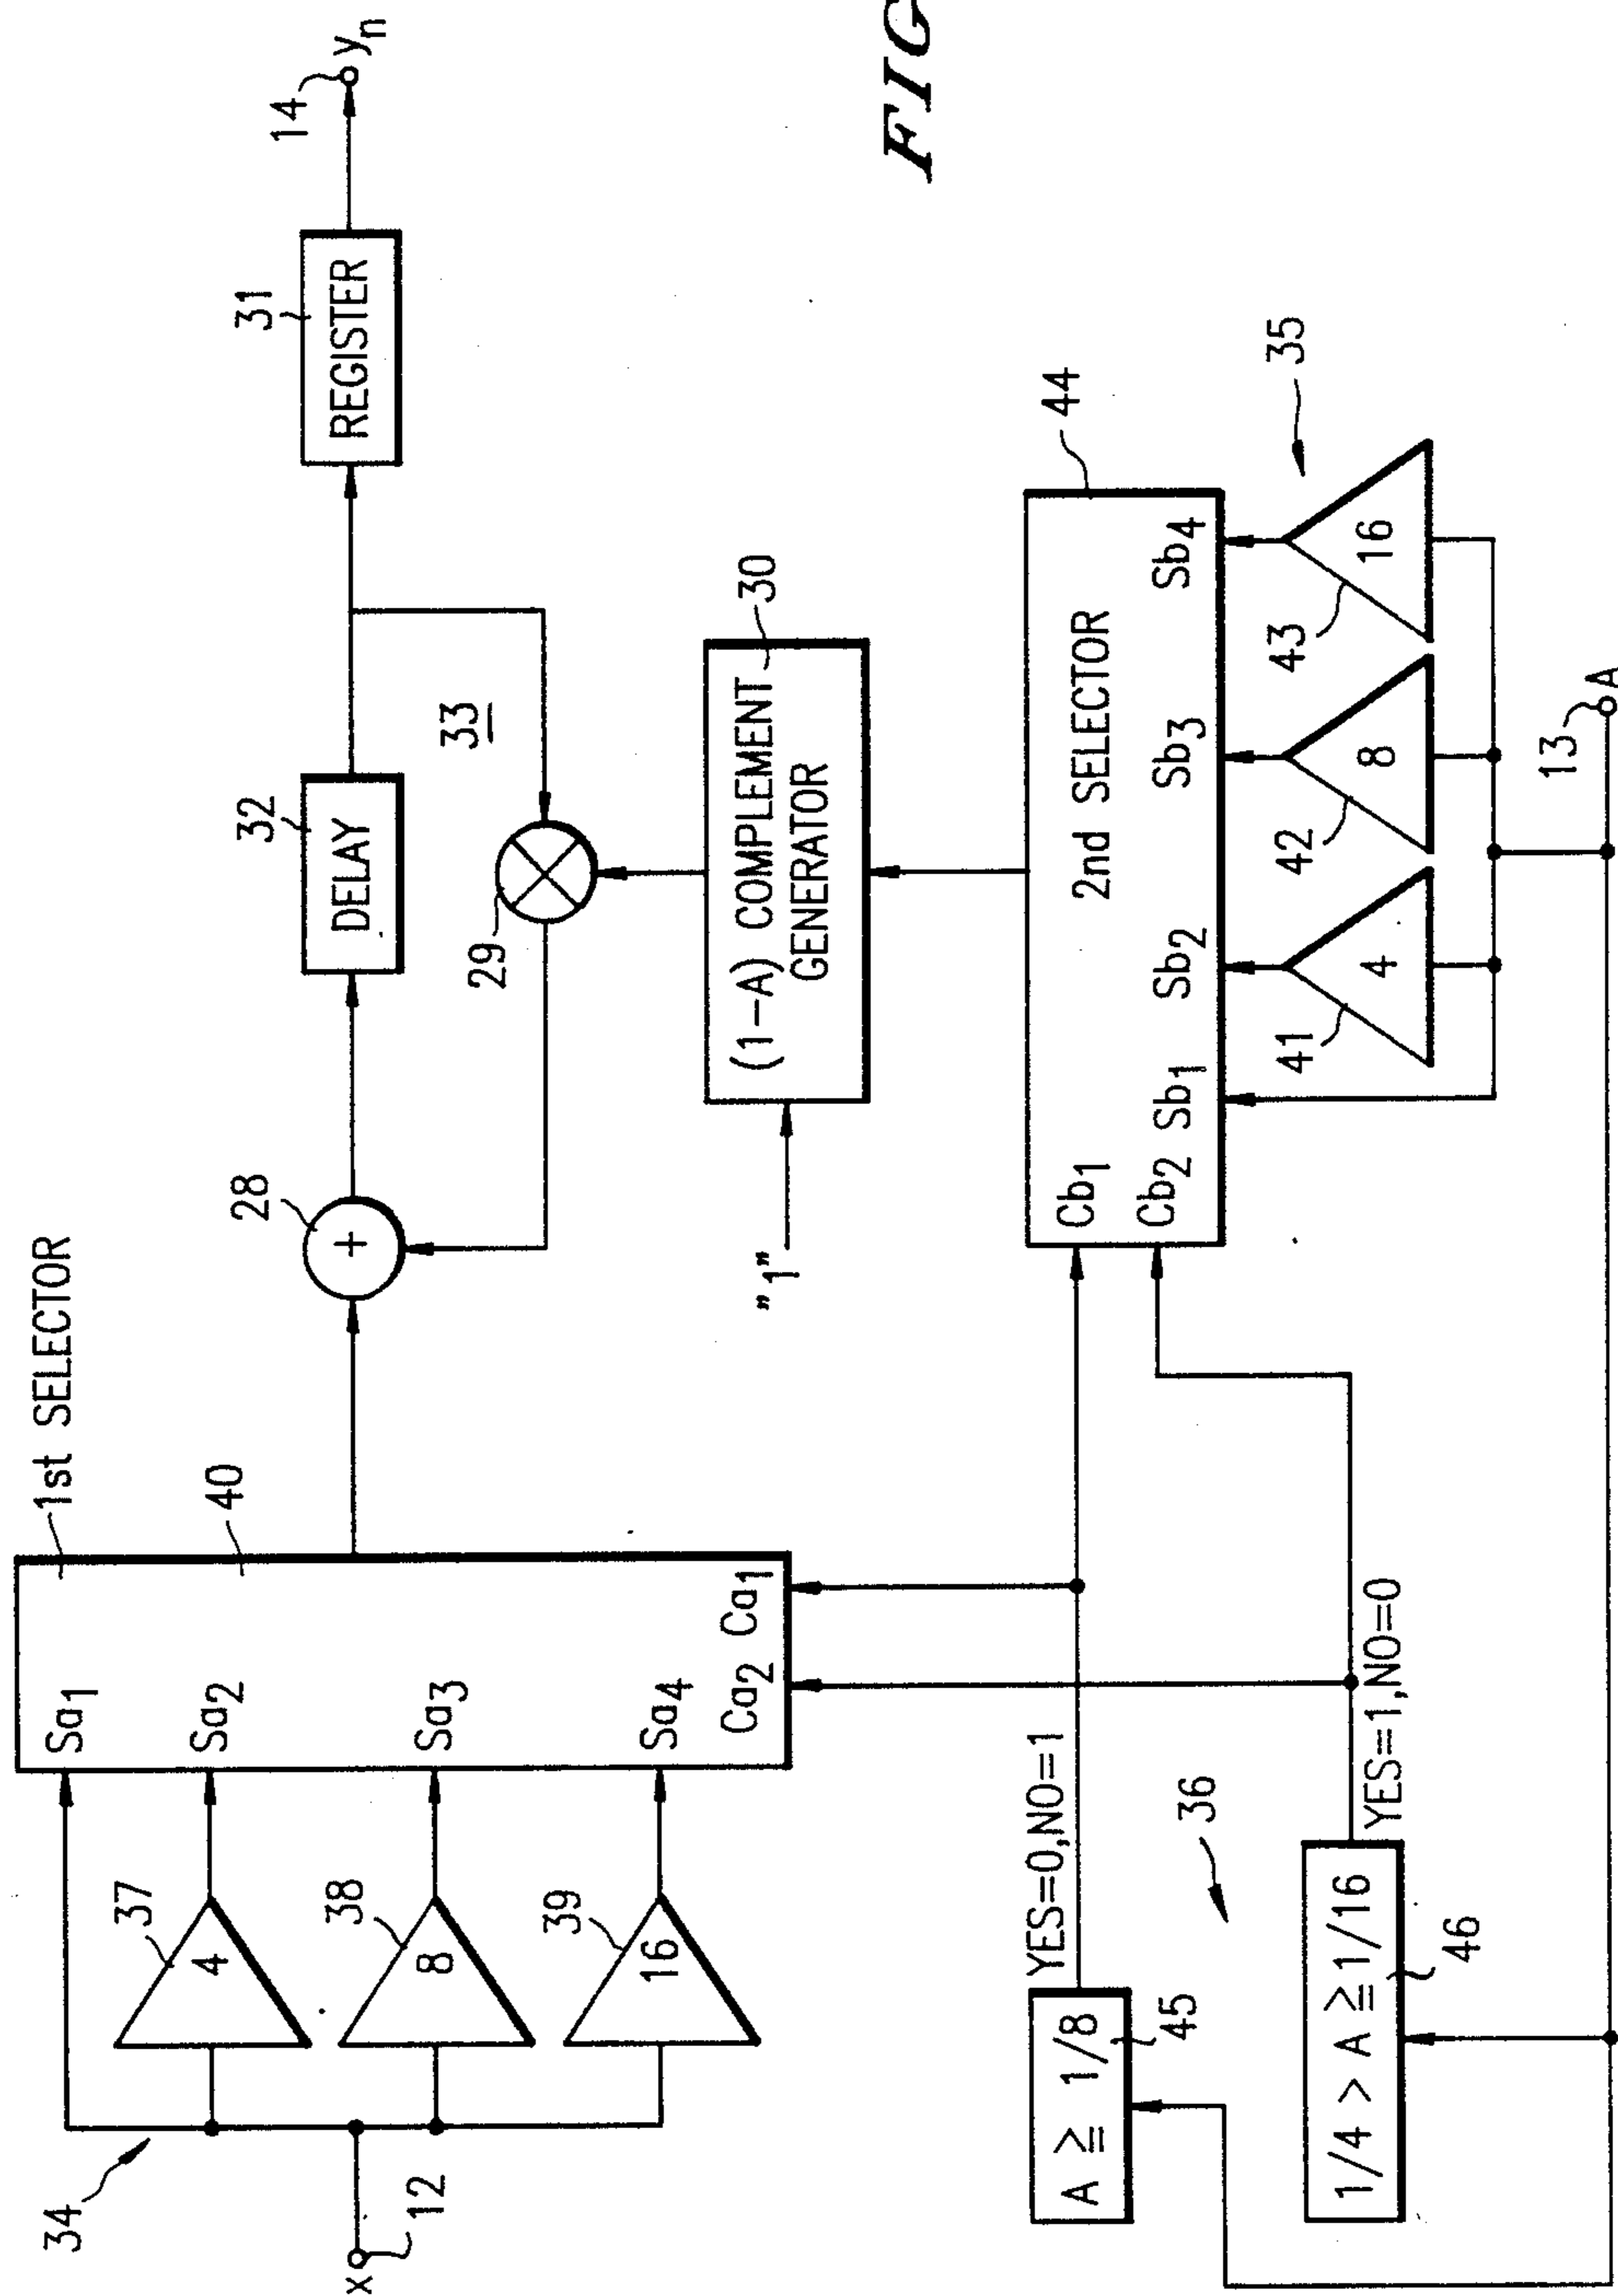 1st SELECTOR
34
37
4
38
8
39
16
x
12
Sa1
Sa2
Sa3
Sa4
40
Ca2 Ca1
28
+
32
DELAY
31
REGISTER
14
yn
33
29
"1"
(1−A) COMPLEMENT
GENERATOR
30
FIG
36
A ≧ 1/8
45
YES=0,NO=1
1/4 > A ≧ 1/16
46
YES=1,NO=0
44
2nd SELECTOR
Cb1
Cb2 Sb1 Sb2 Sb3 Sb4
41
4
42
8
43
16
35
13
A